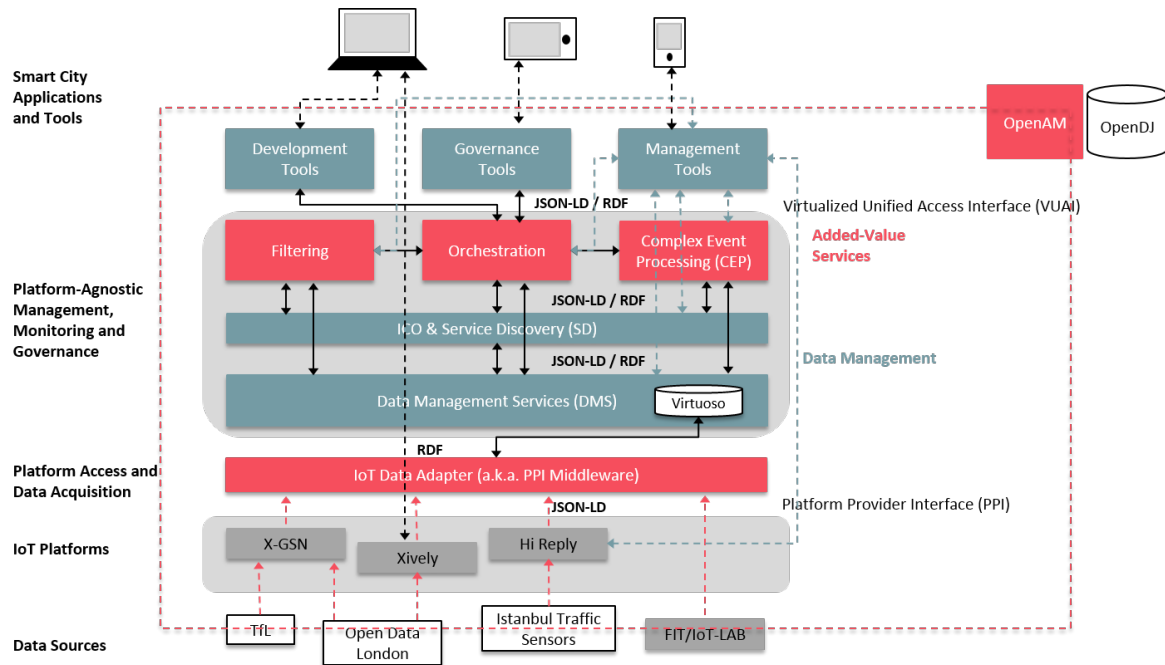 Smart City
Applications
and Tools
OpenAM
OpenDJ
Development
Tools
Governance
Tools
Management
Tools
JSON-LD / RDF
Virtualized Unified Access Interface (VUAI)
Added-Value
Services
Filtering
Orchestration
Complex Event
Processing (CEP)
Platform-Agnostic
Management,
Monitoring and
Governance
JSON-LD / RDF
ICO & Service Discovery (SD)
JSON-LD / RDF
Data Management
Data Management Services (DMS)
Virtuoso
RDF
Platform Access and
Data Acquisition
IoT Data Adapter (a.k.a. PPI Middleware)
JSON-LD
Platform Provider Interface (PPI)
IoT Platforms
X-GSN
Xively
Hi Reply
Data Sources
TfL
Open Data
London
Istanbul Traffic
Sensors
FIT/IoT-LAB